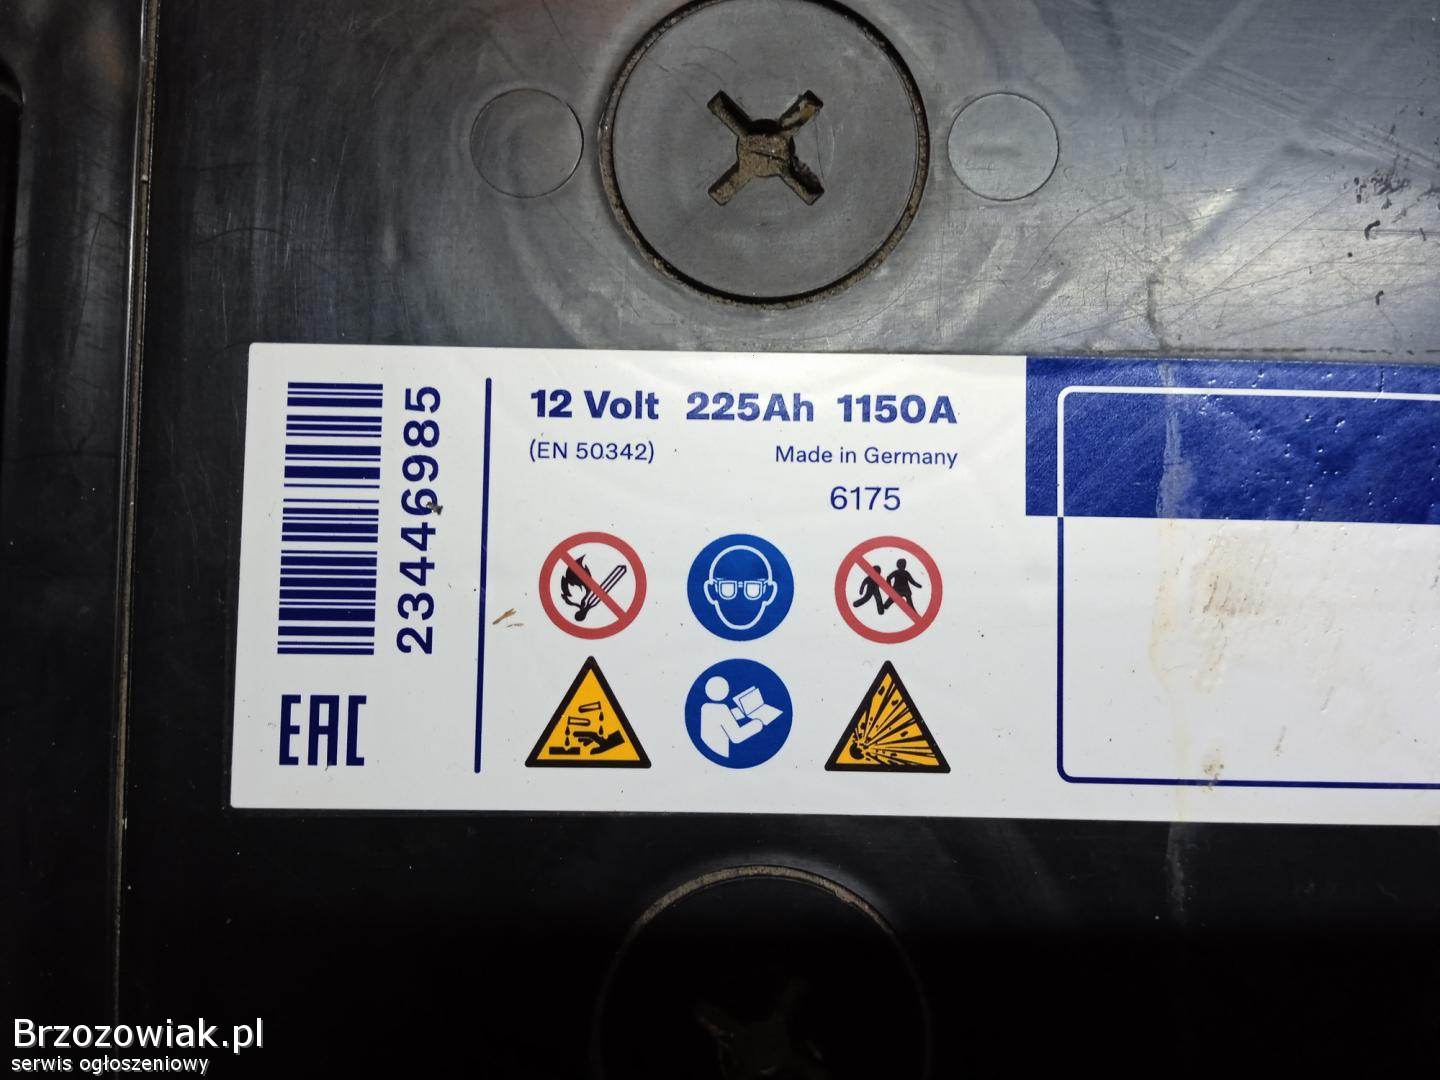 12 Volt 225Ah 1150A
(EN 50342) Made in Germany
6175
23446985
EAC
Brzozowiak.pl
serwis ogłoszeniowy